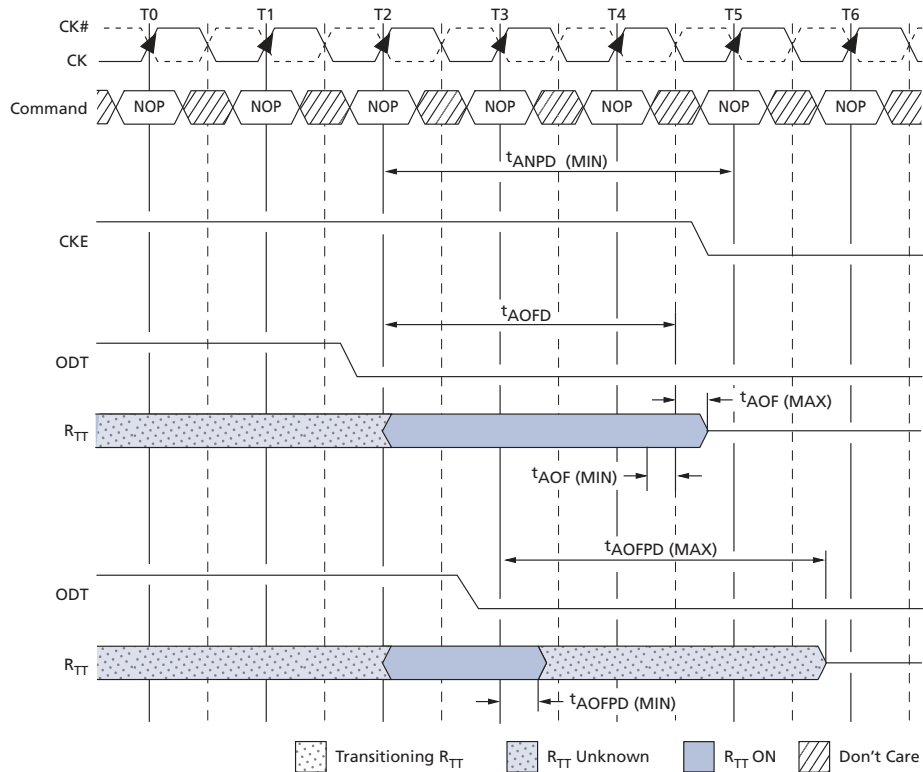 T0 T1 T2 T3 T4 T5 T6
CK#
CK
Command NOP NOP NOP NOP NOP NOP NOP
tANPD (MIN)
CKE
tAOFD
ODT
tAOF (MAX)
RTT
tAOF (MIN)
tAOFPD (MAX)
ODT
RTT
tAOFPD (MIN)
Transitioning RTT RTT Unknown RTT ON Don't Care